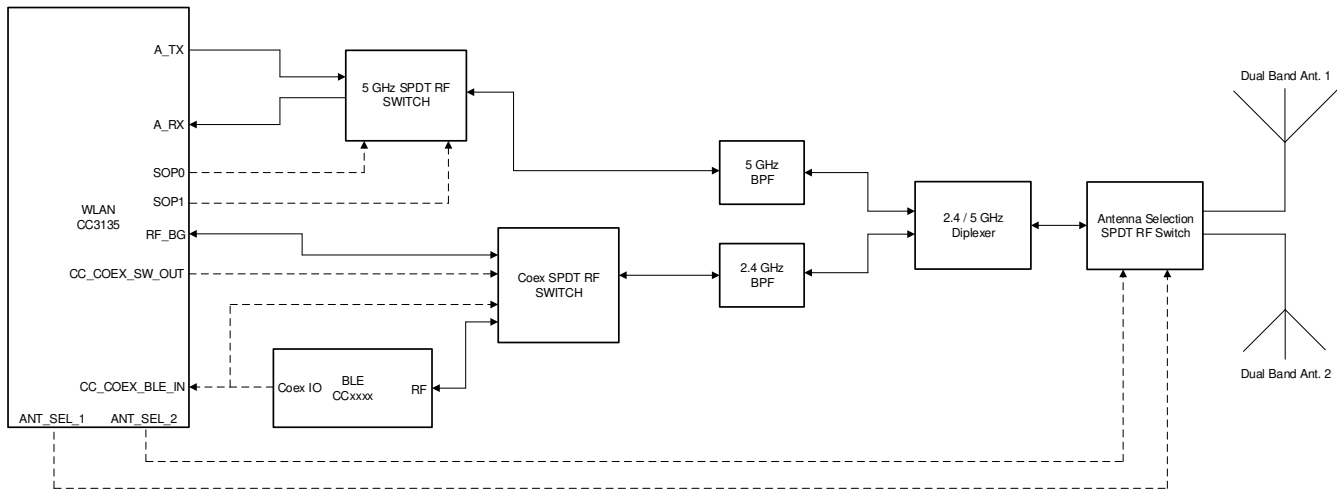 A_TX
A_RX
SOP0
SOP1
WLAN
CC3135
RF_BG
CC_COEX_SW_OUT
CC_COEX_BLE_IN
ANT_SEL_1
ANT_SEL_2
5 GHz SPDT RF
SWITCH
Coex SPDT RF
SWITCH
Coex IO
BLE
CCxxxx
RF
5 GHz
BPF
2.4 GHz
BPF
2.4 / 5 GHz
Diplexer
Antenna Selection
SPDT RF Switch
Dual Band Ant. 1
Dual Band Ant. 2